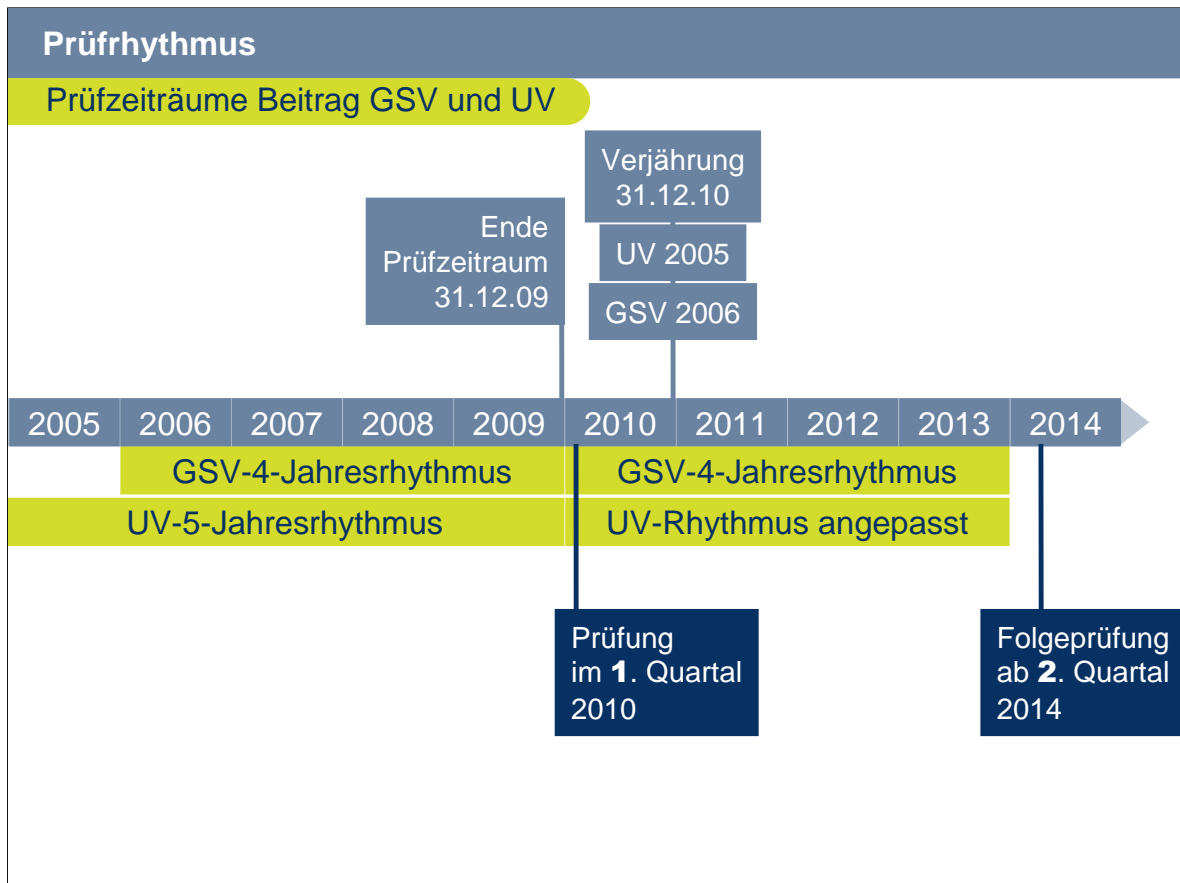 Prüfrhythmus
Prüfzeiträume Beitrag GSV und UV
Verjährung
31.12.10
UV 2005
GSV 2006
Ende
Prüfzeitraum
31.12.09
2005 2006 2007 2008 2009 2010 2011 2012 2013 2014
GSV-4-Jahresrhythmus GSV-4-Jahresrhythmus
UV-5-Jahresrhythmus UV-Rhythmus angepasst
Prüfung
im 1. Quartal
2010
Folgeprüfung
ab 2. Quartal
2014